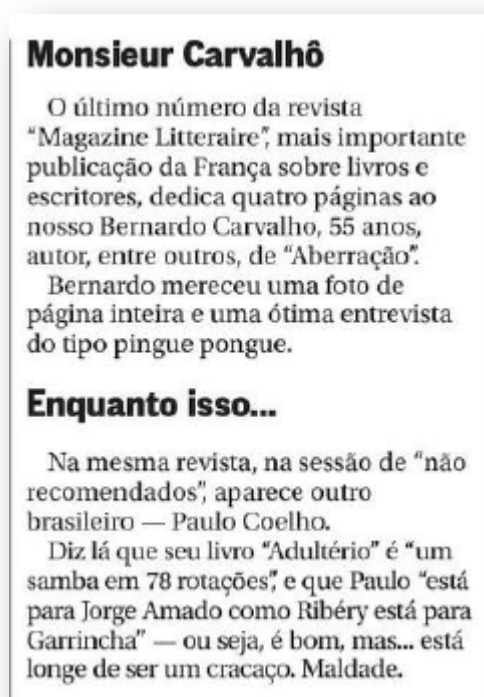 Monsieur Carvalhô
O último número da revista
“Magazine Litteraire”, mais importante
publicação da França sobre livros e
escritores, dedica quatro páginas ao
nosso Bernardo Carvalho, 55 anos,
autor, entre outros, de “Aberração”.
Bernardo mereceu uma foto de
página inteira e uma ótima entrevista
do tipo pingue pongue.
Enquanto isso...
Na mesma revista, na sessão de “não
recomendados”, aparece outro
brasileiro — Paulo Coelho.
Diz lá que seu livro “Adultério” é “um
samba em 78 rotações”, e que Paulo “está
para Jorge Amado como Ribéry está para
Garrincha” — ou seja, é bom, mas... está
longe de ser um cracaço. Maldade.